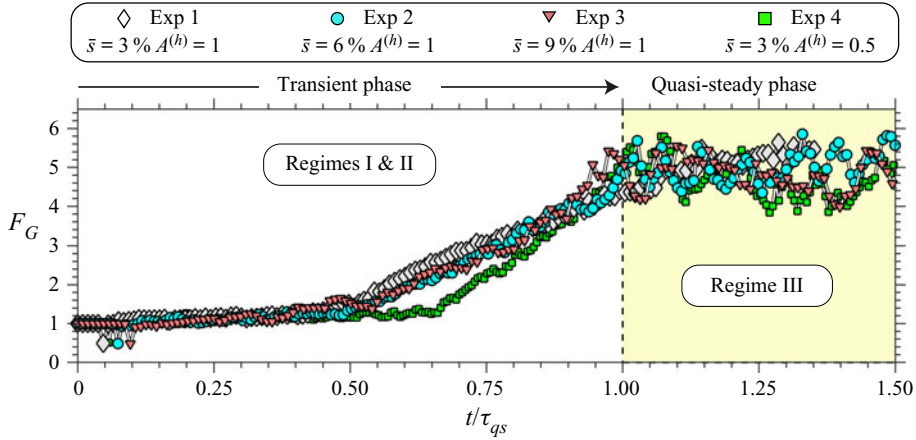 Exp 1 Exp 2 Exp 3 Exp 4
s̄ = 3 % A^(h) = 1 s̄ = 6 % A^(h) = 1 s̄ = 9 % A^(h) = 1 s̄ = 3 % A^(h) = 0.5
Transient phase Quasi-steady phase
6
Regimes I & II
5
4
F_G
3
2
Regime III
1
0
0 0.25 0.50 0.75 1.00 1.25 1.50
t/τ_qs